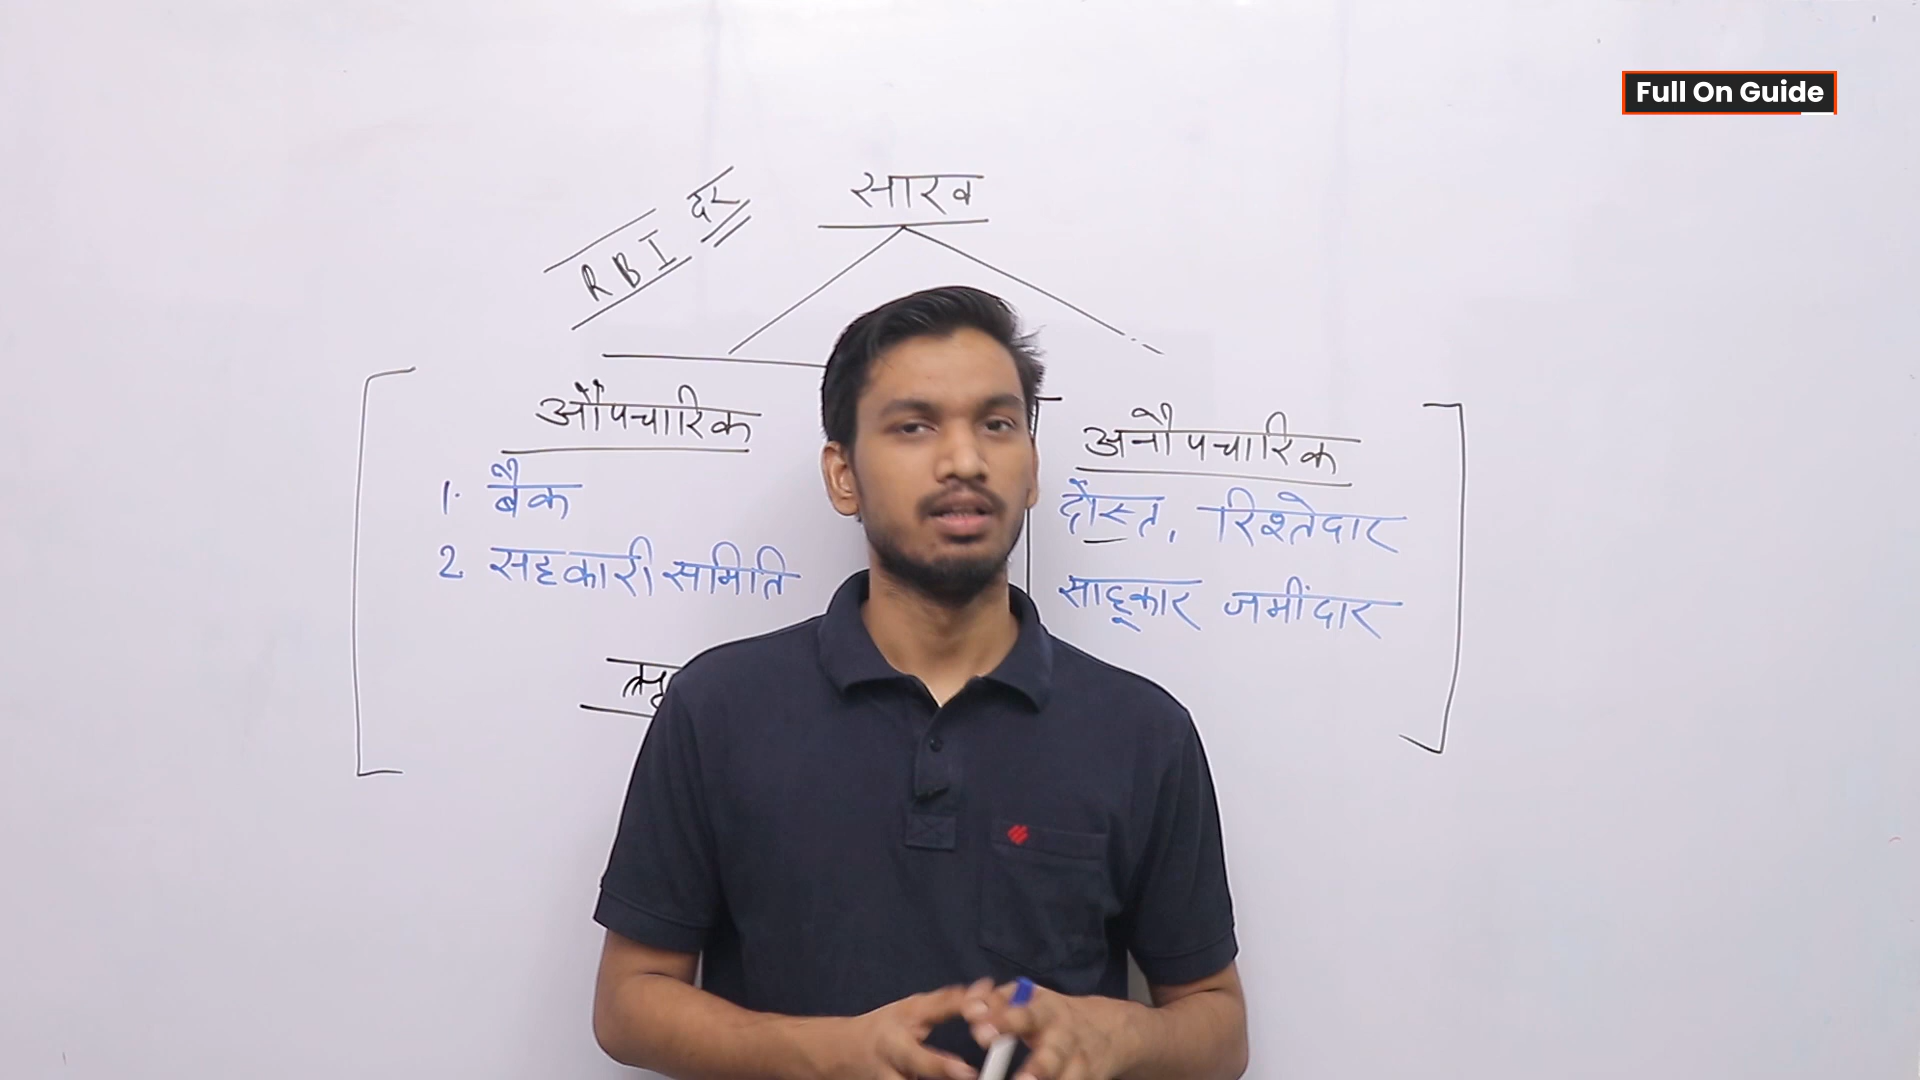 Full On Guide
साख
RBI दर
औपचारिक
1. बैंक
2 सहकारी समिति
अनौपचारिक
दोस्त, रिश्तेदार
साहूकार जमींदार